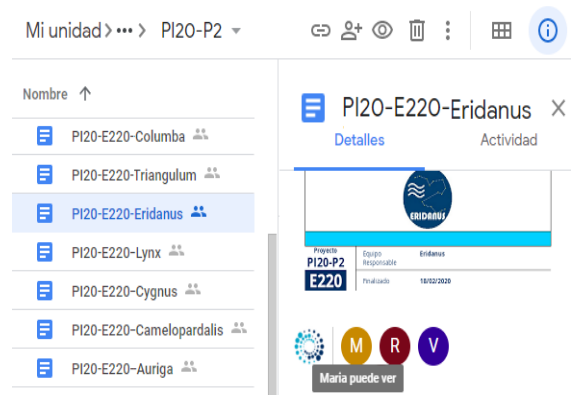 Mi unidad > ••• > PI20-P2
Nombre
PI20-E220-Columba
PI20-E220-Triangulum
PI20-E220-Eridanus
PI20-E220-Lynx
PI20-E220-Cygnus
PI20-E220-Camelopardalis
PI20-E220-Auriga
PI20-E220-Eridanus
Detalles Actividad
ERIDANUS
Proyecto
PI20-P2
E220
Equipo Responsable Eridanus
Finalizado 18/02/2020
M R V
Maria puede ver